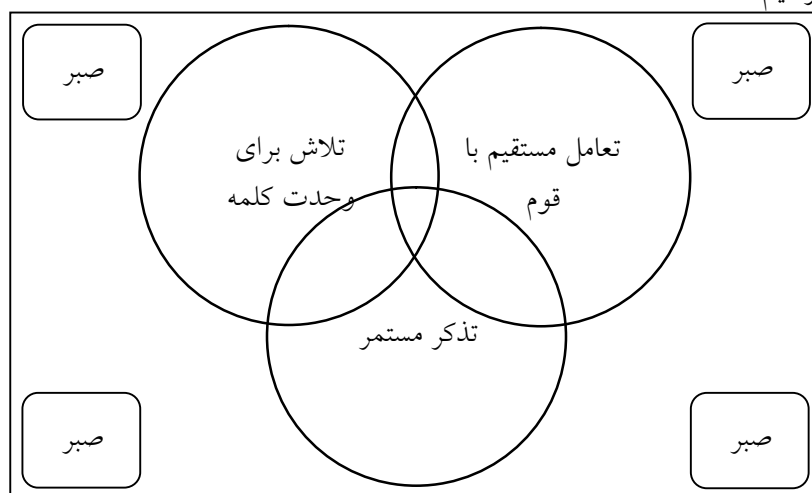 صبر
صبر
تعامل مستقیم با
قوم
تلاش برای
وحدت کلمه
تذکر مستمر
صبر
صبر